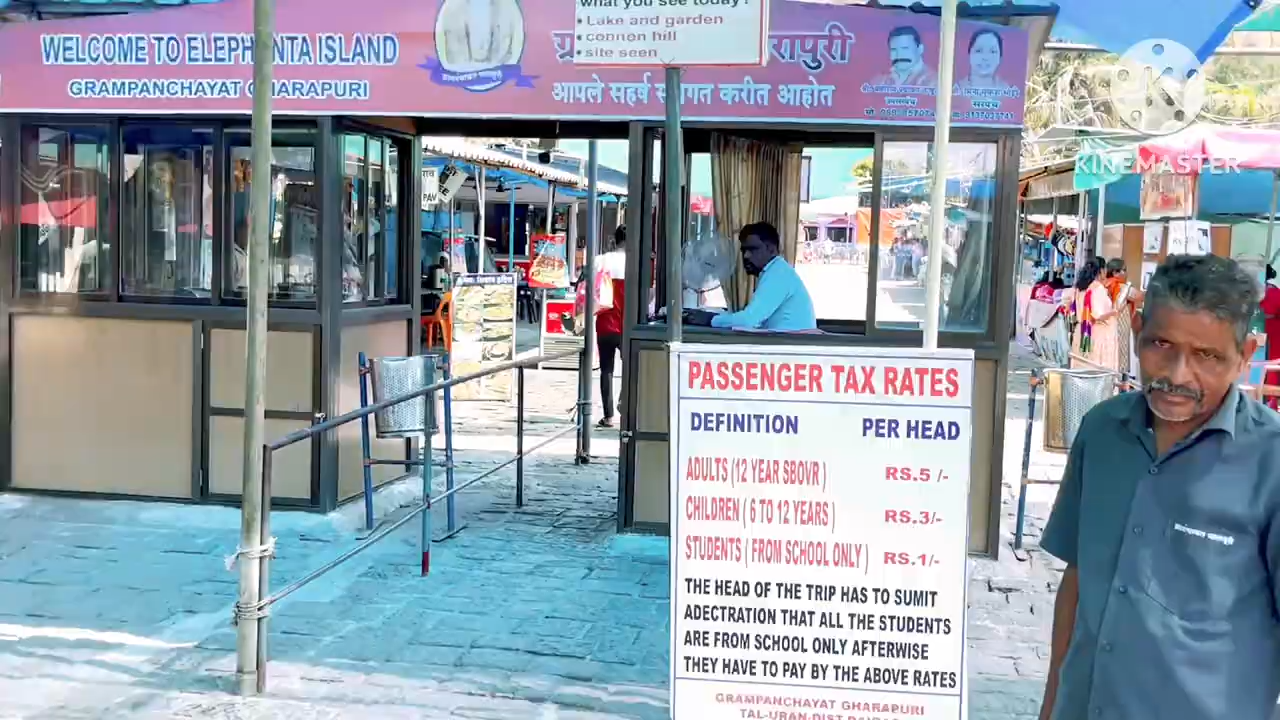 what you see today?
• Lake and garden
• connon hill
• site seen
WELCOME TO ELEPHANTA ISLAND
GRAMPANCHAYAT GHARAPURI
आपले सहर्ष स्वागत करीत आहोत
KINEMASTER
PASSENGER TAX RATES
DEFINITION PER HEAD
ADULTS (12 YEAR SBOVR ) RS.5 /-
CHILDREN ( 6 TO 12 YEARS ) RS.3/-
STUDENTS ( FROM SCHOOL ONLY ) RS.1/-
THE HEAD OF THE TRIP HAS TO SUMIT
ADECTRATION THAT ALL THE STUDENTS
ARE FROM SCHOOL ONLY AFTERWISE
THEY HAVE TO PAY BY THE ABOVE RATES
GRAMPANCHAYAT GHARAPURI
TAL-URAN-DIST